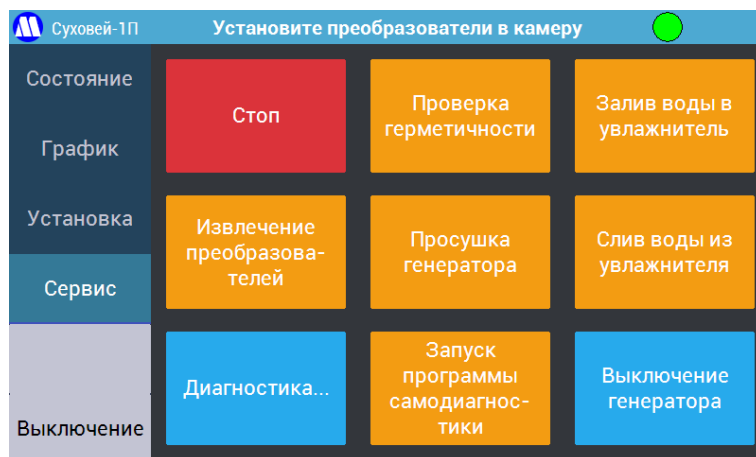 Суховей-1П
Установите преобразователи в камеру
Состояние
График
Установка
Сервис
Выключение
Стоп
Проверка
герметичности
Залив воды в
увлажнитель
Извлечение
преобразова-
телей
Просушка
генератора
Слив воды из
увлажнителя
Диагностика...
Запуск
программы
самодиагнос-
тики
Выключение
генератора